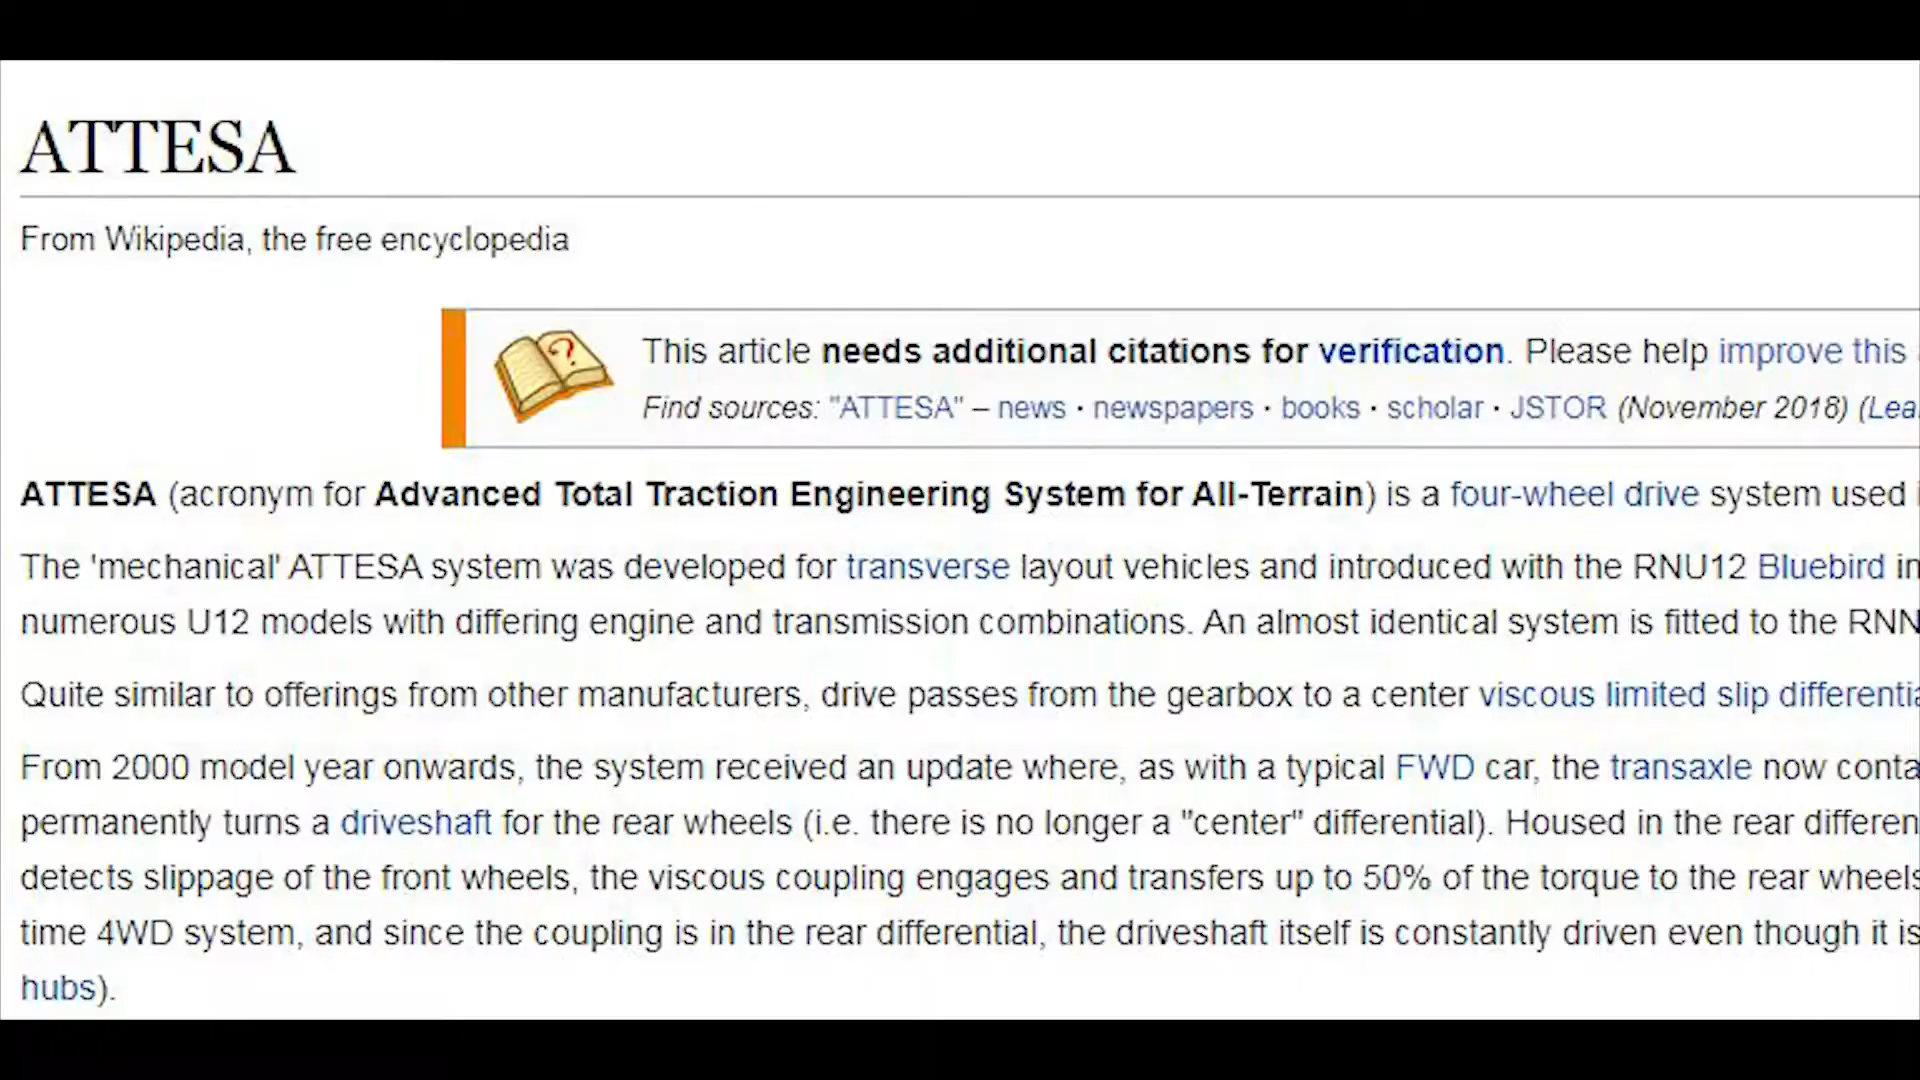 ATTESA
From Wikipedia, the free encyclopedia
This article needs additional citations for verification. Please help improve this
Find sources: "ATTESA" – news · newspapers · books · scholar · JSTOR (November 2018) (Lea
ATTESA (acronym for Advanced Total Traction Engineering System for All-Terrain) is a four-wheel drive system used
The 'mechanical' ATTESA system was developed for transverse layout vehicles and introduced with the RNU12 Bluebird in
numerous U12 models with differing engine and transmission combinations. An almost identical system is fitted to the RNN
Quite similar to offerings from other manufacturers, drive passes from the gearbox to a center viscous limited slip differentia
From 2000 model year onwards, the system received an update where, as with a typical FWD car, the transaxle now conta
permanently turns a driveshaft for the rear wheels (i.e. there is no longer a "center" differential). Housed in the rear differen
detects slippage of the front wheels, the viscous coupling engages and transfers up to 50% of the torque to the rear wheels
time 4WD system, and since the coupling is in the rear differential, the driveshaft itself is constantly driven even though it is
hubs).